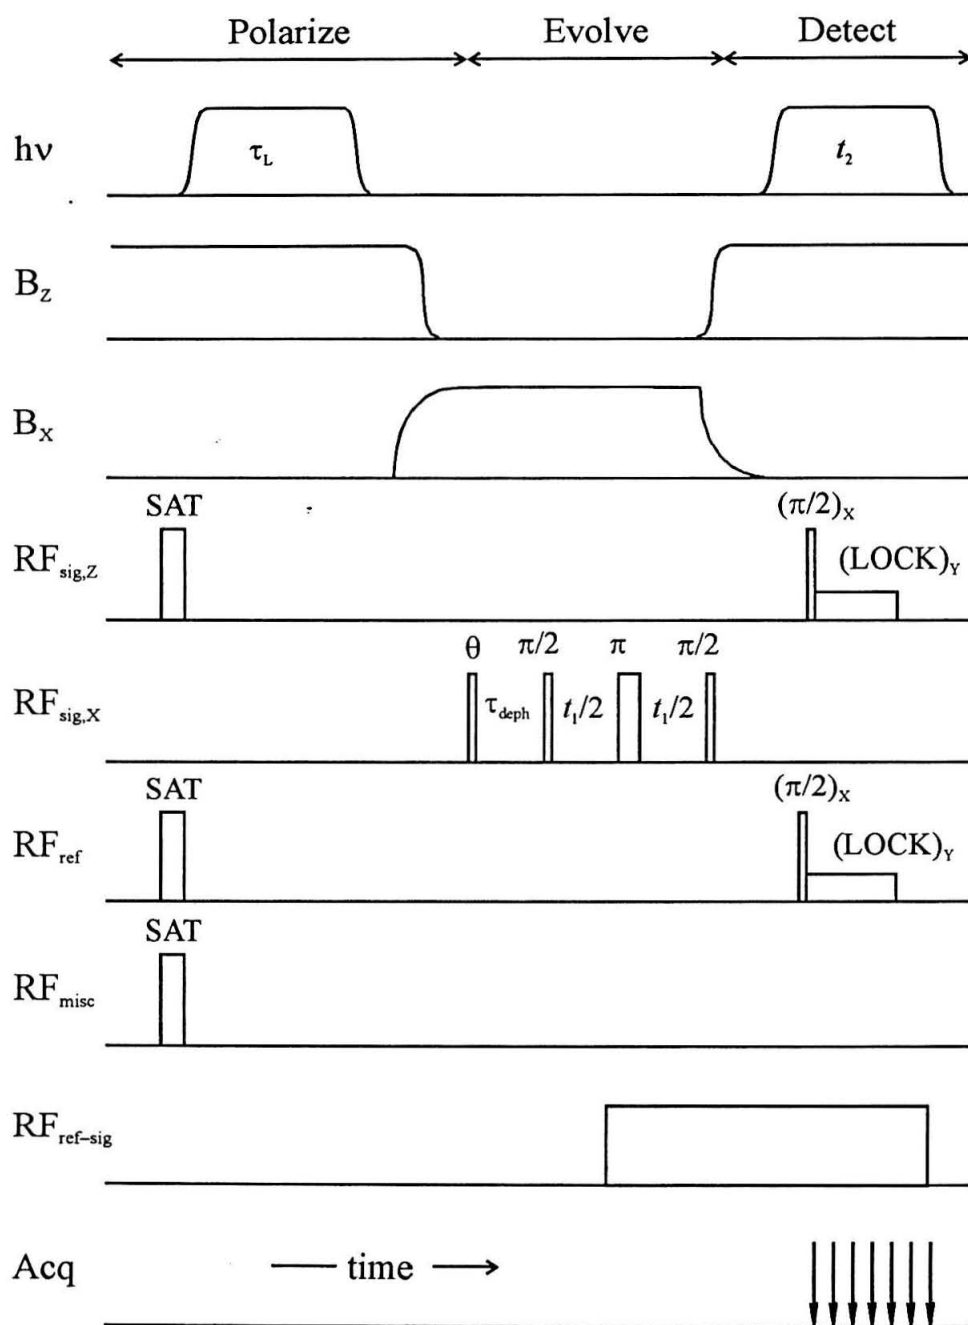 Polarize Evolve Detect
hν τL t2
BZ
BX
SAT (π/2)X
RFsig,Z (LOCK)Y
θ π/2 π π/2
RFsig,X τdeph t1/2 t1/2
SAT (π/2)X
RFref (LOCK)Y
SAT
RFmisc
RFref–sig
Acq time